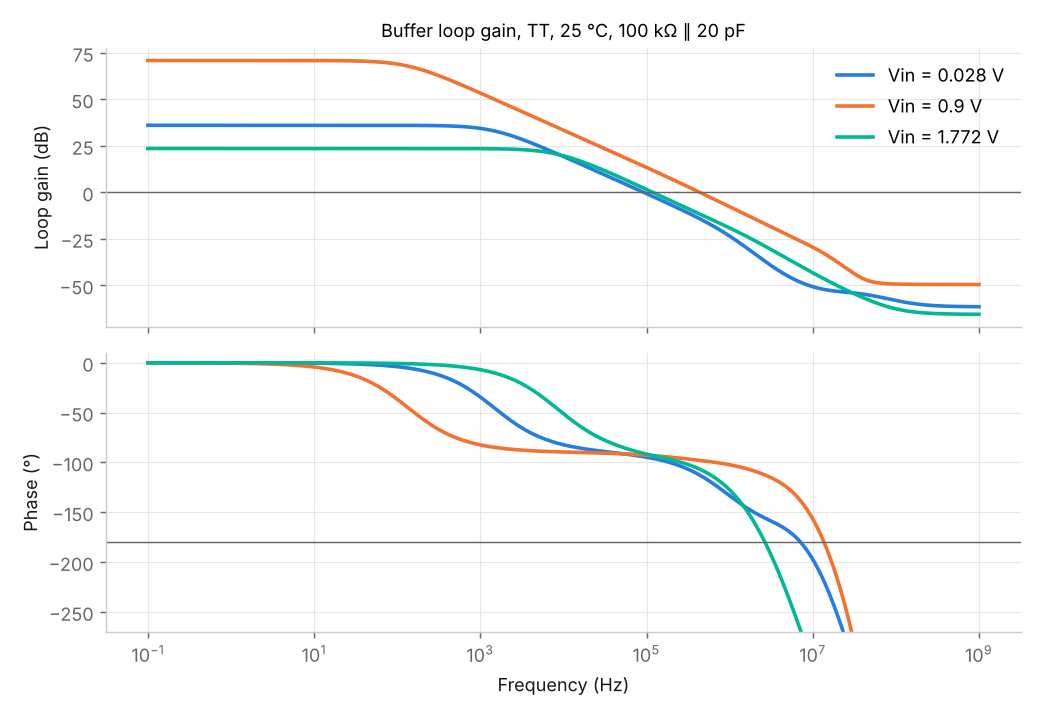 Buffer loop gain, TT, 25 °C, 100 kΩ ∥ 20 pF
Loop gain (dB)
75
50
25
0
−25
−50
Vin = 0.028 V
Vin = 0.9 V
Vin = 1.772 V
Phase (°)
0
−50
−100
−150
−200
−250
10⁻¹ 10¹ 10³ 10⁵ 10⁷ 10⁹
Frequency (Hz)